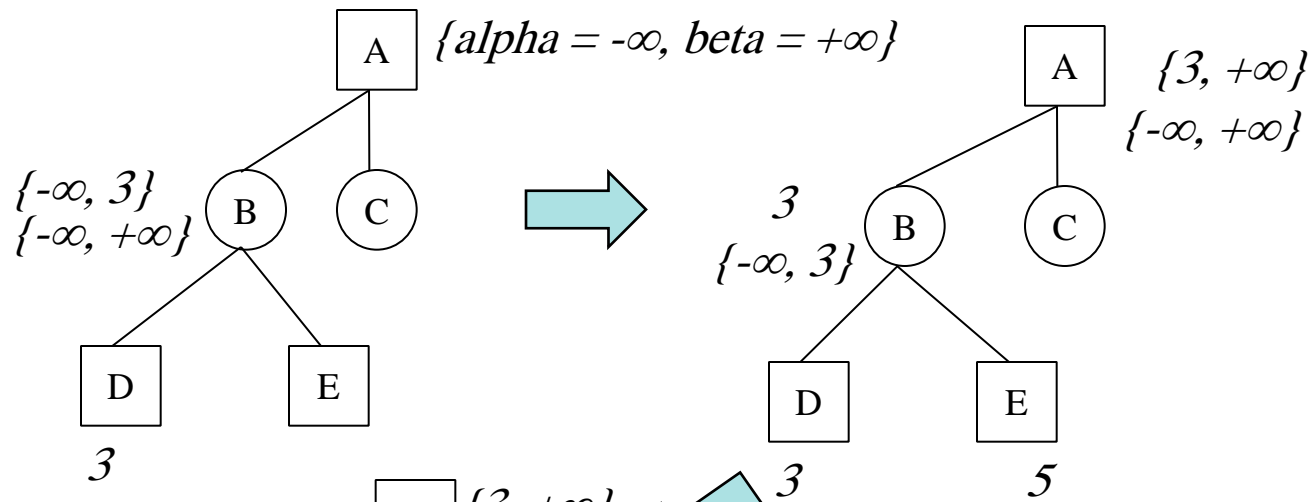 A {alpha = -∞, beta = +∞}
{-∞, 3}
{-∞, +∞}
B
C
D
E
3
A
{3, +∞}
{-∞, +∞}
3
{-∞, 3}
B
C
D
E
3
5